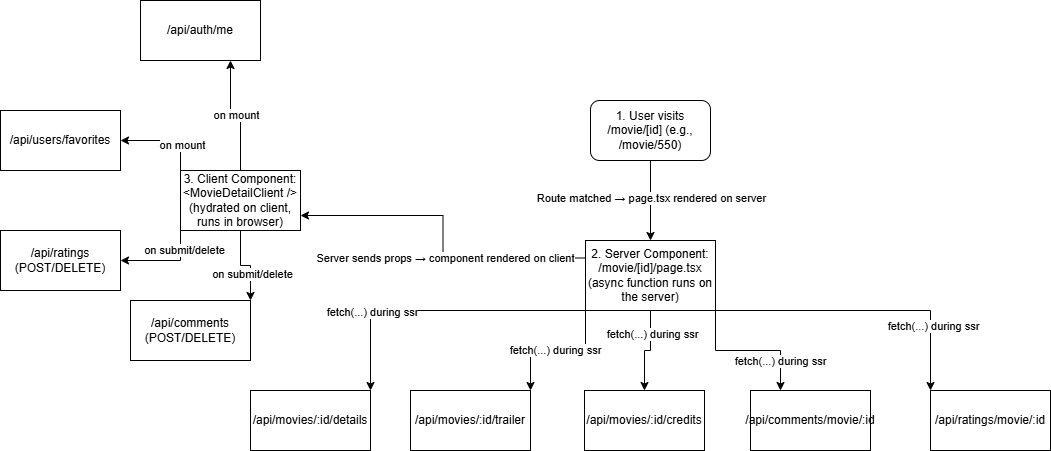 /api/auth/me
on mount
1. User visits
/movie/[id] (e.g.,
/movie/550)
/api/users/favorites
on mount
3. Client Component:
<MovieDetailClient />
(hydrated on client,
runs in browser)
Route matched → page.tsx rendered on server
/api/ratings
(POST/DELETE)
on submit/delete
on submit/delete
Server sends props → component rendered on client
2. Server Component:
/movie/[id]/page.tsx
(async function runs on
the server)
/api/comments
(POST/DELETE)
fetch(...) during ssr
fetch(...) during ssr
fetch(...) during ssr
fetch(...) during ssr
fetch(...) during ssr
/api/movies/:id/details
/api/movies/:id/trailer
/api/movies/:id/credits
/api/comments/movie/:id
/api/ratings/movie/:id